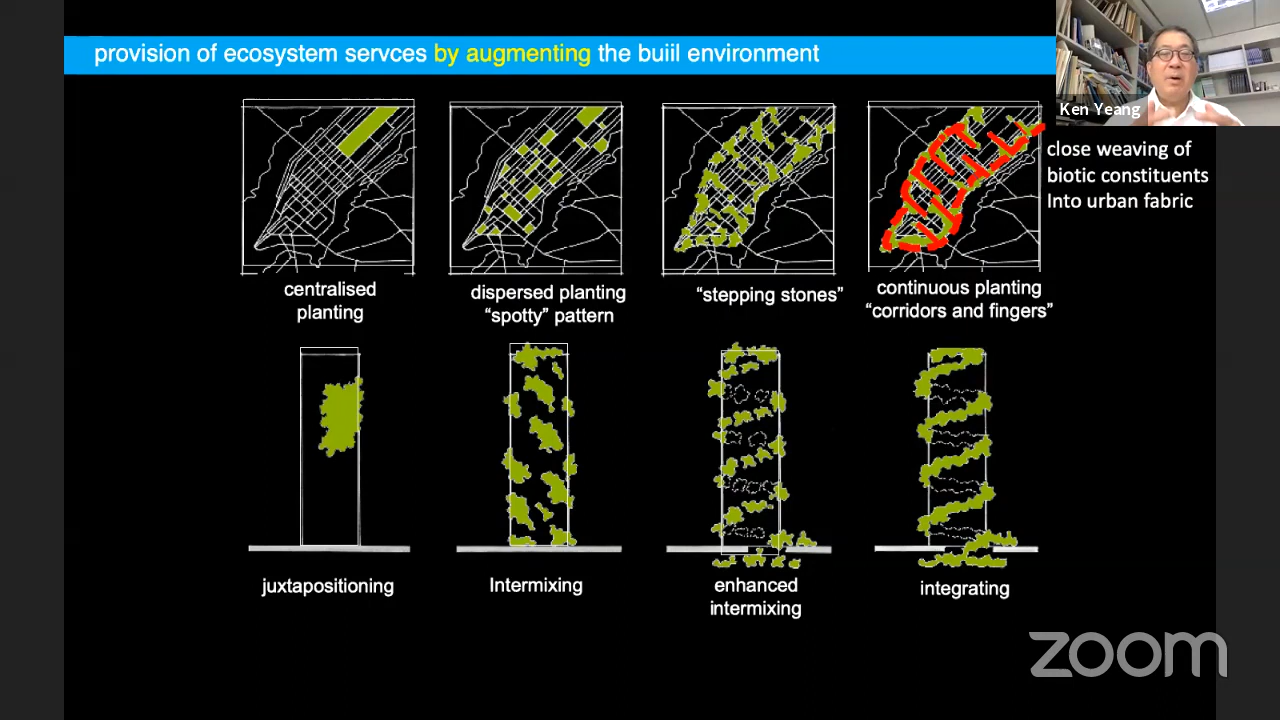 provision of ecosystem servces by augmenting the buiil environment
Ken Yeang
close weaving of
biotic constituents
Into urban fabric
centralised
planting
dispersed planting
“spotty” pattern
“stepping stones”
continuous planting
“corridors and fingers”
juxtapositioning
Intermixing
enhanced
intermixing
integrating
zoom